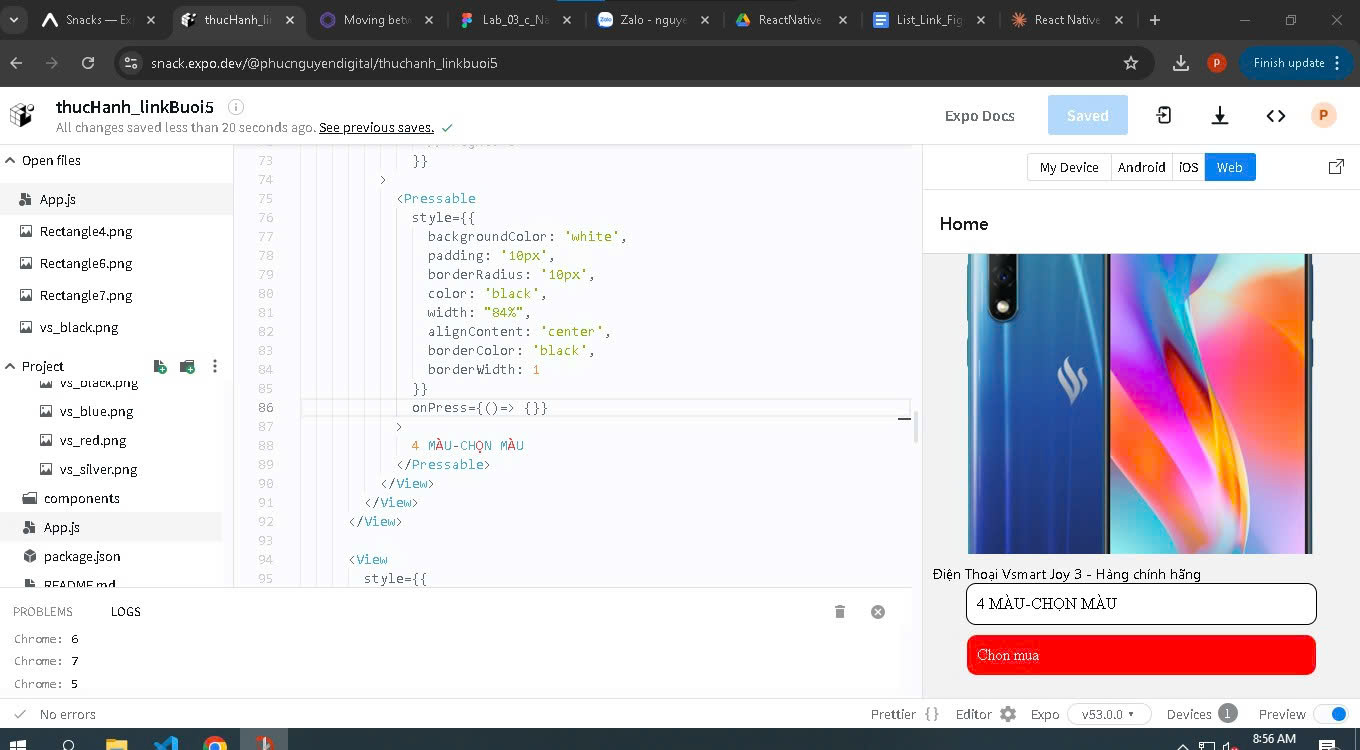 Snacks — Ex
thucHanh_li
Moving bet
Lab_03_c_Na
Zalo - nguye
ReactNative
List_Link_Fig
React Native
snack.expo.dev/@phucnguyendigital/thuchanh_linkbuoi5
P
Finish update
thucHanh_linkBuoi5
All changes saved less than 20 seconds ago. See previous saves.
Expo Docs
Saved
P
Open files
App.js
Rectangle4.png
Rectangle6.png
Rectangle7.png
vs_black.png
Project
vs_black.png
vs_blue.png
vs_red.png
vs_silver.png
components
App.js
package.json
README.md
73 }}
74 >
75 <Pressable
76 style={{
77 backgroundColor: 'white',
78 padding: '10px',
79 borderRadius: '10px',
80 color: 'black',
81 width: "84%",
82 alignContent: 'center',
83 borderColor: 'black',
84 borderWidth: 1
85 }}
86 onPress={()=> {}}
87 >
88 4 MÀU-CHỌN MÀU
89 </Pressable>
90 </View>
91 </View>
92 </View>
93
94 <View
95 style={{
My Device
Android
iOS
Web
Home
Điện Thoại Vsmart Joy 3 - Hàng chính hãng
4 MÀU-CHỌN MÀU
Chọn mua
PROBLEMS
LOGS
Chrome: 6
Chrome: 7
Chrome: 5
No errors
Prettier { }
Editor
Expo
v53.0.0
Devices 1
Preview
8:56 AM